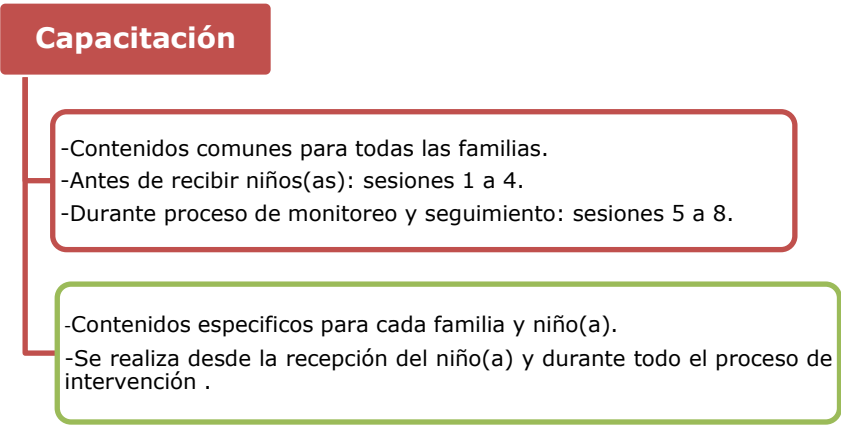 Capacitación
-Contenidos comunes para todas las familias.
-Antes de recibir niños(as): sesiones 1 a 4.
-Durante proceso de monitoreo y seguimiento: sesiones 5 a 8.
-Contenidos especificos para cada familia y niño(a).
-Se realiza desde la recepción del niño(a) y durante todo el proceso de
intervención .